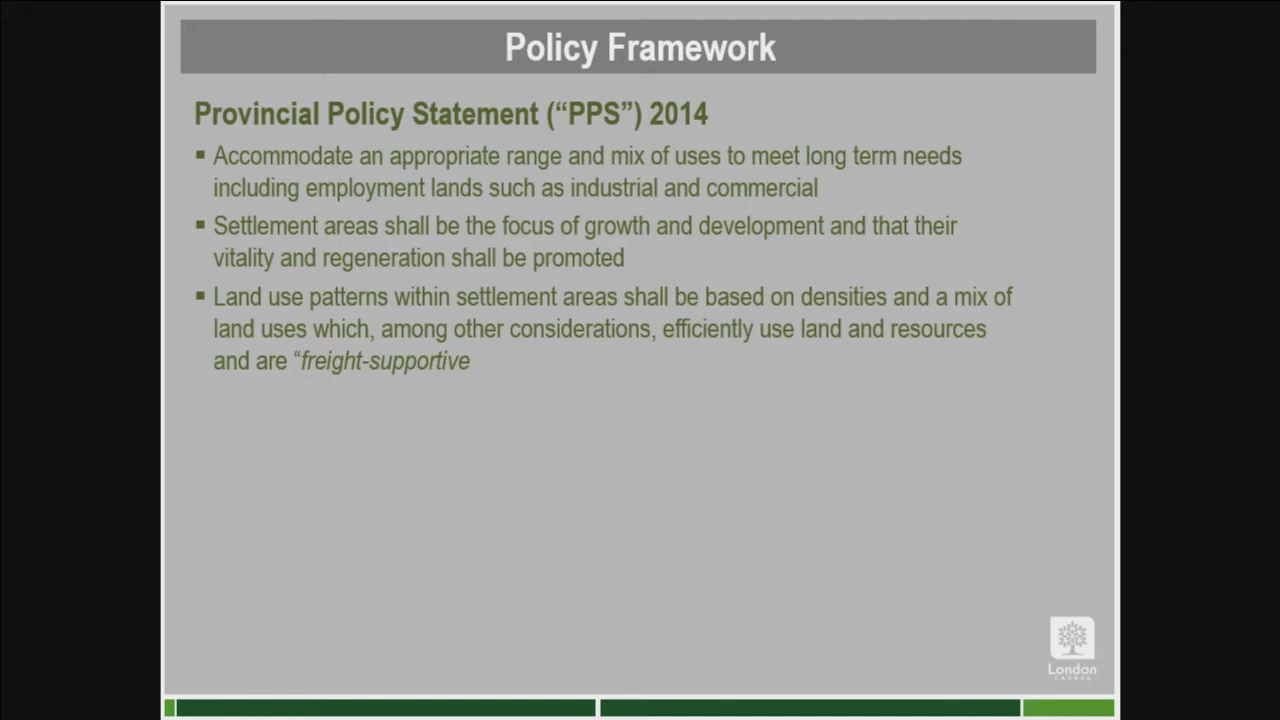 Policy Framework
Provincial Policy Statement (“PPS”) 2014
▪ Accommodate an appropriate range and mix of uses to meet long term needs
including employment lands such as industrial and commercial
▪ Settlement areas shall be the focus of growth and development and that their
vitality and regeneration shall be promoted
▪ Land use patterns within settlement areas shall be based on densities and a mix of
land uses which, among other considerations, efficiently use land and resources
and are “freight-supportive
London
CANADA